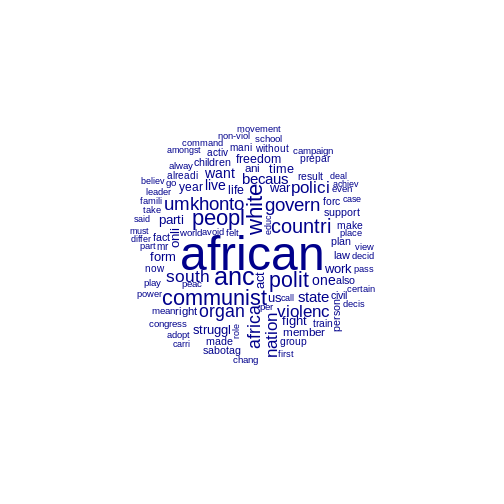 movement
command non-viol school
amongst activ mani without campaign
alway children freedom prepar
alreadi want ani time result deal
believ go year live life becaus war polici even achiev
leader umkhonto white govern forc case
famili
take parti peopl countri support
said educ make
must fact onli world avoid felt plan place
differ form african law view
part mr decid
now south anc polit one work also pass
play peac act
power communist us call state civil certain
mean right organ per violenc decis
congress struggl role africa nation fight train person
adopt made member
carri sabotag group
chang first